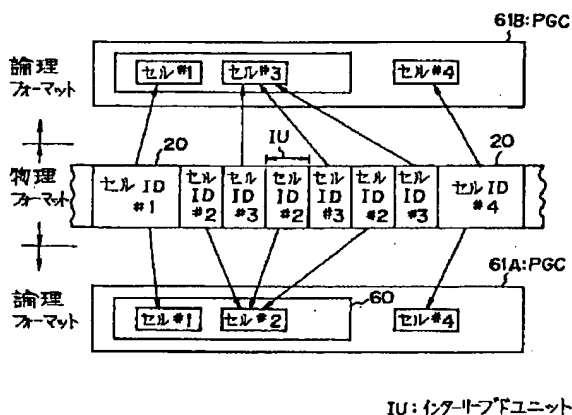 61B:PGC
論理
フォーマット
セル#1
セル#3
セル#4
20
IU
20
物理
フォーマット
セル ID
#1
セル
ID
#2
セル
ID
#3
セル
ID
#2
セル
ID
#3
セル
ID
#2
セル
ID
#3
セル ID
#4
61A:PGC
論理
フォーマット
60
セル#1
セル#2
セル#4
IU:インターリーブドユニット